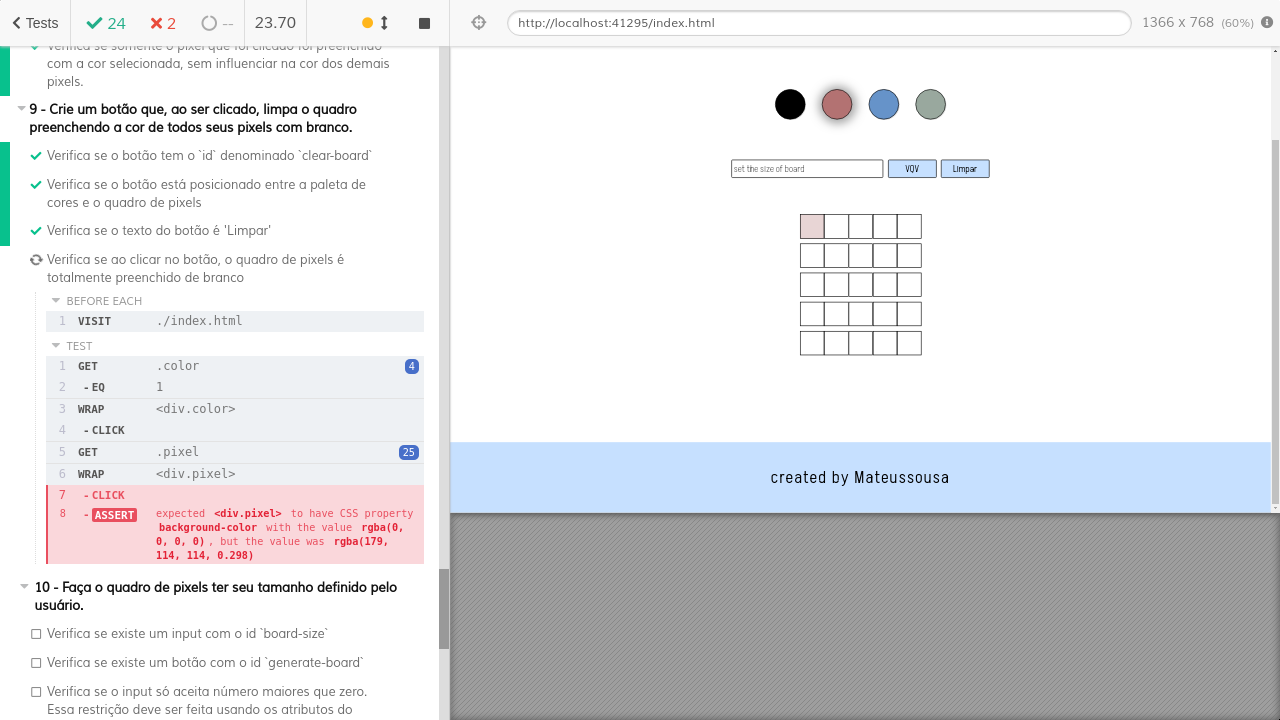 Tests
24
2
--
23.70
http://localhost:41295/index.html
1366 x 768 (60%)
Verifica se somente o pixel que foi clicado foi preenchido
com a cor selecionada, sem influenciar na cor dos demais
pixels.
9 - Crie um botão que, ao ser clicado, limpa o quadro
preenchendo a cor de todos seus pixels com branco.
Verifica se o botão tem o `id` denominado `clear-board`
Verifica se o botão está posicionado entre a paleta de
cores e o quadro de pixels
Verifica se o texto do botão é 'Limpar'
Verifica se ao clicar no botão, o quadro de pixels é
totalmente preenchido de branco
BEFORE EACH
1 VISIT ./index.html
TEST
1 GET .color 4
2 - EQ 1
3 WRAP <div.color>
4 - CLICK
5 GET .pixel 25
6 WRAP <div.pixel>
7 - CLICK
8 - ASSERT expected <div.pixel> to have CSS property
background-color with the value rgba(0,
0, 0, 0), but the value was rgba(179,
114, 114, 0.298)
10 - Faça o quadro de pixels ter seu tamanho definido pelo
usuário.
Verifica se existe um input com o id `board-size`
Verifica se existe um botão com o id `generate-board`
Verifica se o input só aceita número maiores que zero.
Essa restrição deve ser feita usando os atributos do
set the size of board VQV Limpar
created by Mateussousa